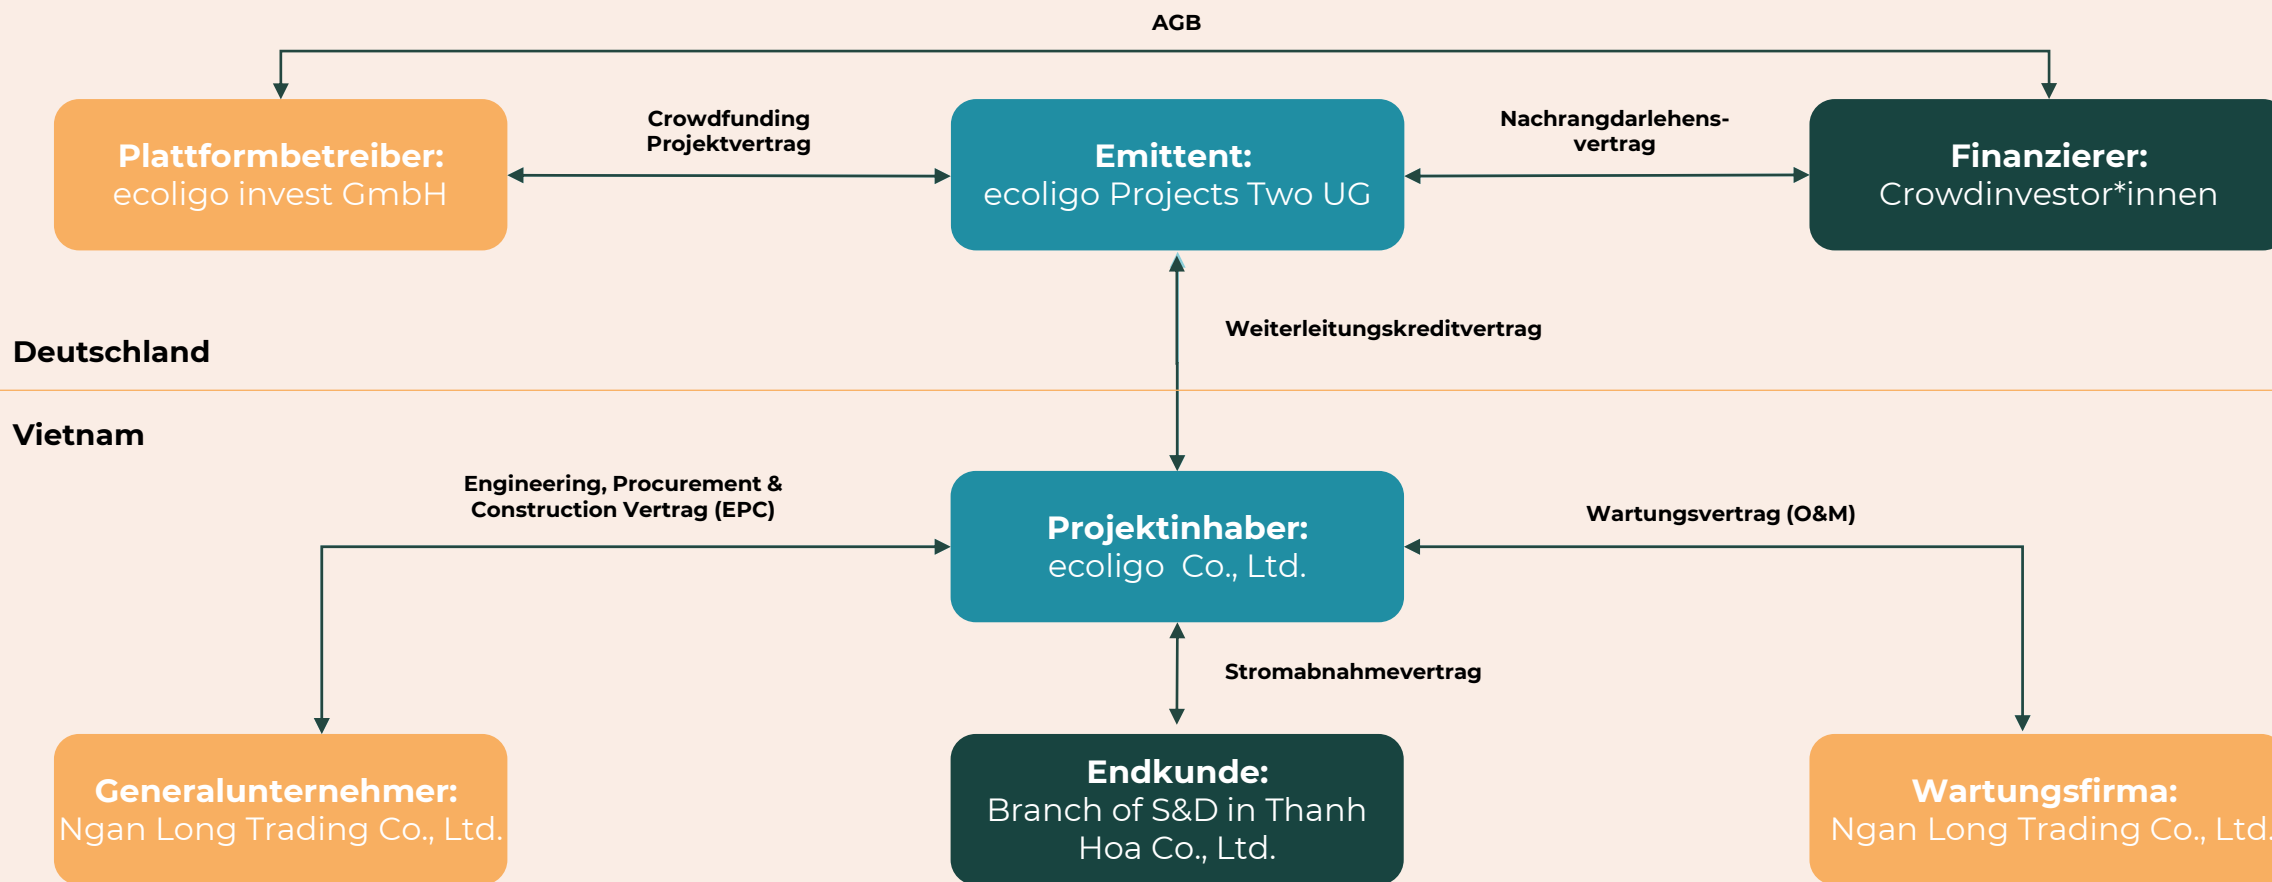 AGB
Plattformbetreiber:
ecoligo invest GmbH
Crowdfunding
Projektvertrag
Emittent:
ecoligo Projects Two UG
Nachrangdarlehens-
vertrag
Finanzierer:
Crowdinvestor*innen
Weiterleitungskreditvertrag
Deutschland
Vietnam
Engineering, Procurement &
Construction Vertrag (EPC)
Projektinhaber:
ecoligo  Co., Ltd.
Wartungsvertrag (O&M)
Stromabnahmevertrag
Generalunternehmer:
Ngan Long Trading Co., Ltd.
Endkunde:
Branch of S&D in Thanh
Hoa Co., Ltd.
Wartungsfirma:
Ngan Long Trading Co., Ltd.